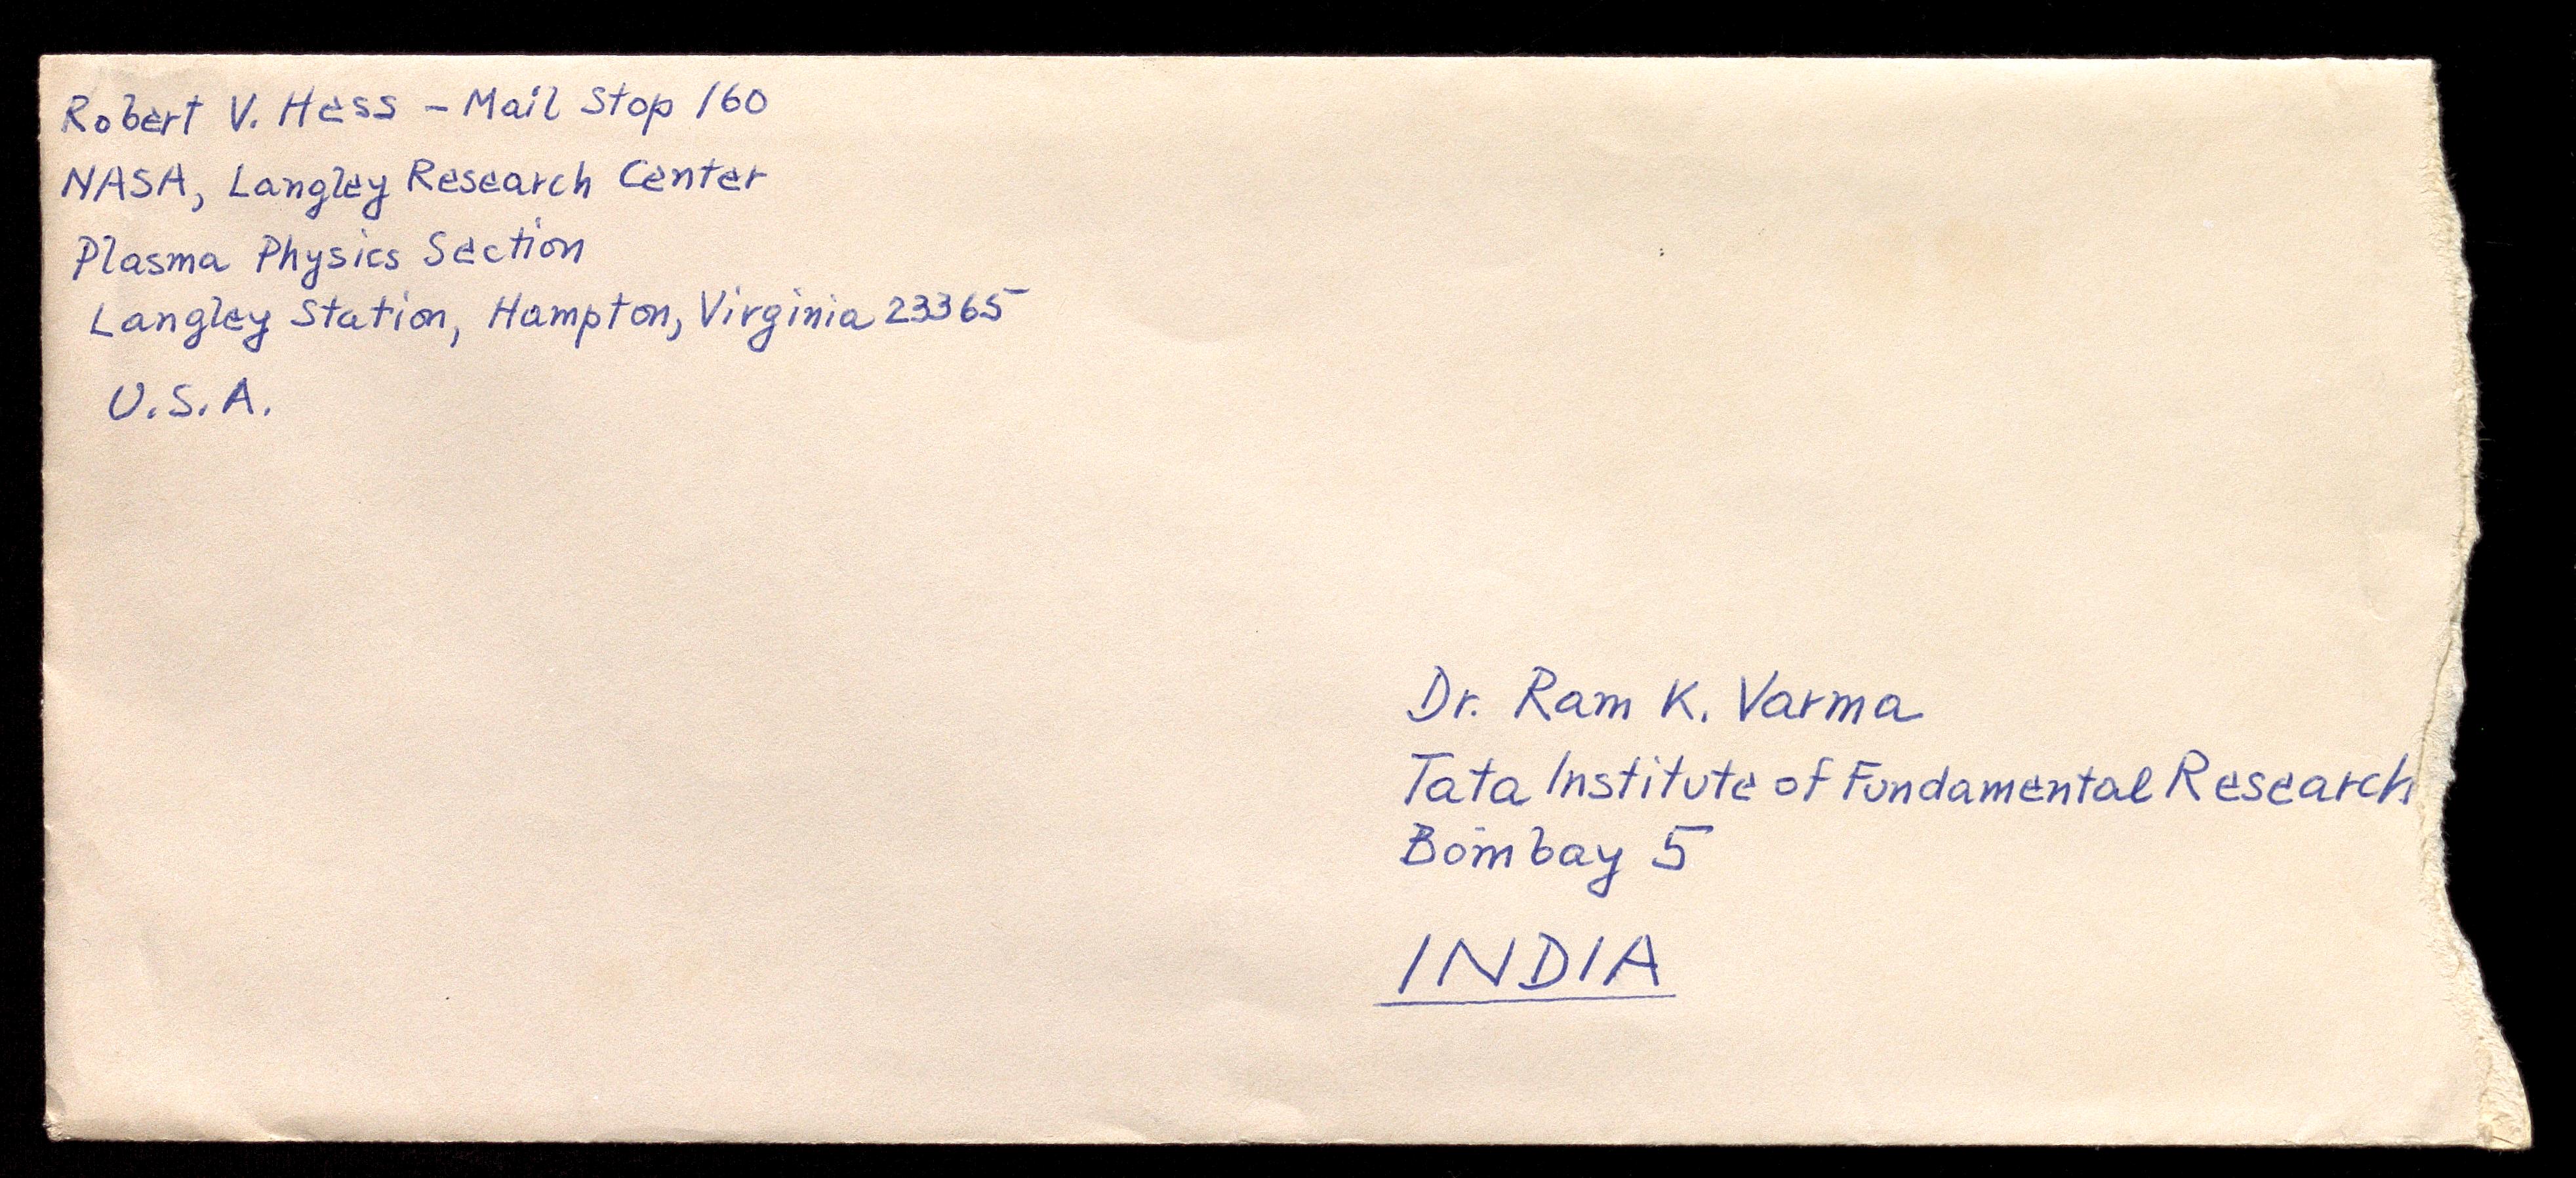 Robert V. Hess - Mail Stop 160
NASA, Langley Research Center
Plasma Physics Section
Langley Station, Hampton, Virginia 23365
U.S.A.
Dr. Ram K. Varma
Tata Institute of Fundamental Research
Bombay 5
INDIA